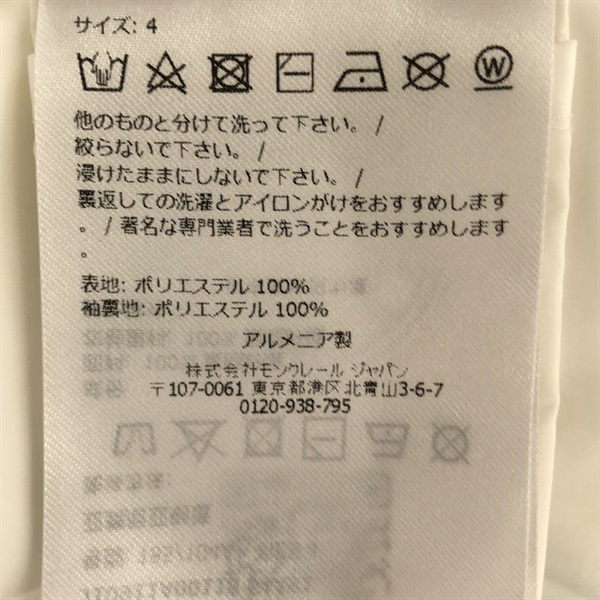 サイズ: 4
他のものと分けて洗って下さい。 /
絞らないで下さい。 /
浸けたままにしないで下さい。 /
裏返しての洗濯とアイロンがけをおすすめします
。 / 著名な専門業者で洗うことをおすすめします
。
表地: ポリエステル 100%
袖裏地: ポリエステル 100%
アルメニア製
株式会社モンクレール ジャパン
〒107-0061 東京都港区北青山3-6-7
0120-938-795